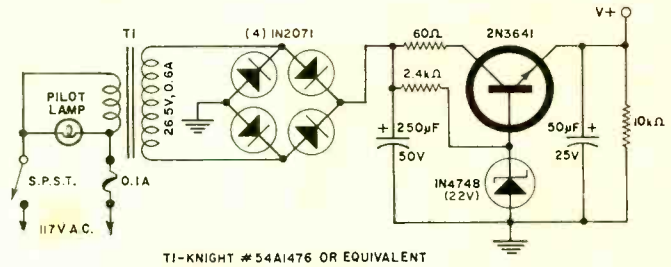 T1
(4) 1N2071
60Ω
2N3641
V+
2.4kΩ
PILOT
LAMP
26.5V, 0.6A
250µF
50V
+
50µF
25V
+
10kΩ
S.P.S.T.
0.1A
1N4748
(22V)
117V A.C.
T1-KNIGHT #54A1476 OR EQUIVALENT